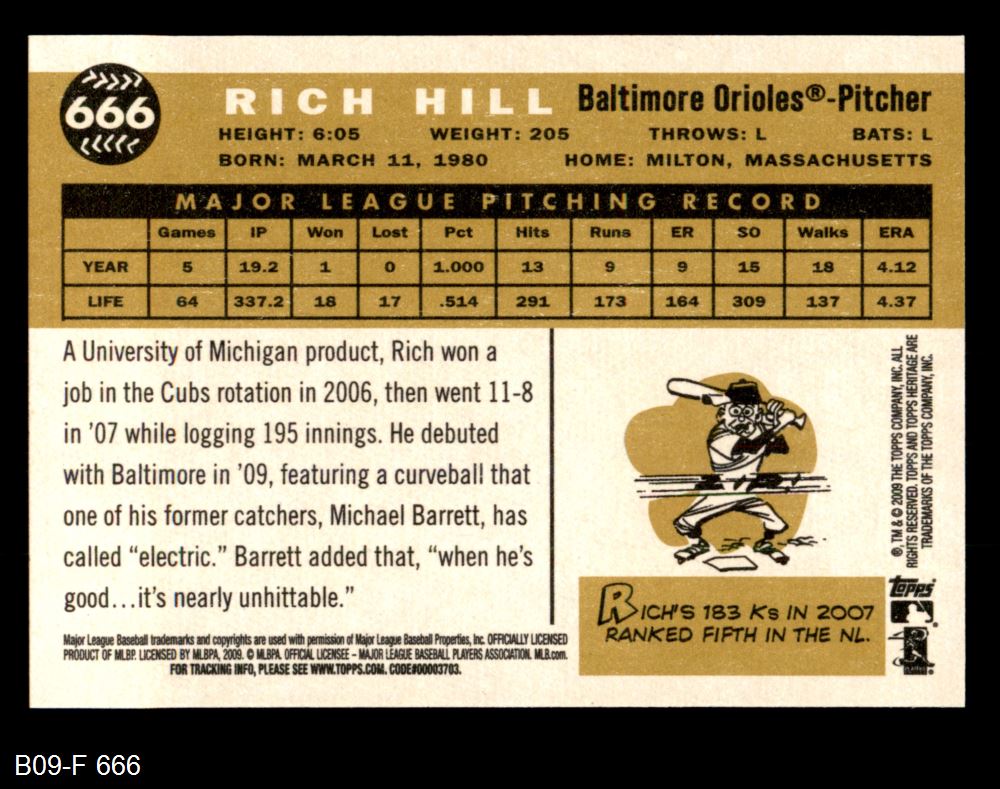 666
RICH HILL Baltimore Orioles®-Pitcher
HEIGHT: 6:05 WEIGHT: 205 THROWS: L BATS: L
BORN: MARCH 11, 1980 HOME: MILTON, MASSACHUSETTS
MAJOR LEAGUE PITCHING RECORD
Games IP Won Lost Pct Hits Runs ER SO Walks ERA
YEAR 5 19.2 1 0 1.000 13 9 9 15 18 4.12
LIFE 64 337.2 18 17 .514 291 173 164 309 137 4.37
A University of Michigan product, Rich won a
job in the Cubs rotation in 2006, then went 11-8
in ’07 while logging 195 innings. He debuted
with Baltimore in ’09, featuring a curveball that
one of his former catchers, Michael Barrett, has
called “electric.” Barrett added that, “when he’s
good...it’s nearly unhittable.”
Major League Baseball trademarks and copyrights are used with permission of Major League Baseball Properties, Inc. OFFICIALLY LICENSED
PRODUCT OF MLBP. LICENSED BY MLBPA, 2009. © MLBPA. OFFICIAL LICENSEE – MAJOR LEAGUE BASEBALL PLAYERS ASSOCIATION. MLB.com.
FOR TRACKING INFO, PLEASE SEE WWW.TOPPS.COM. CODE#00003703.
RICH'S 183 Ks IN 2007
RANKED FIFTH IN THE NL.
®, TM & © 2009 THE TOPPS COMPANY, INC. ALL
RIGHTS RESERVED. TOPPS AND TOPPS HERITAGE ARE
TRADEMARKS OF THE TOPPS COMPANY, INC.
topps
B09-F 666